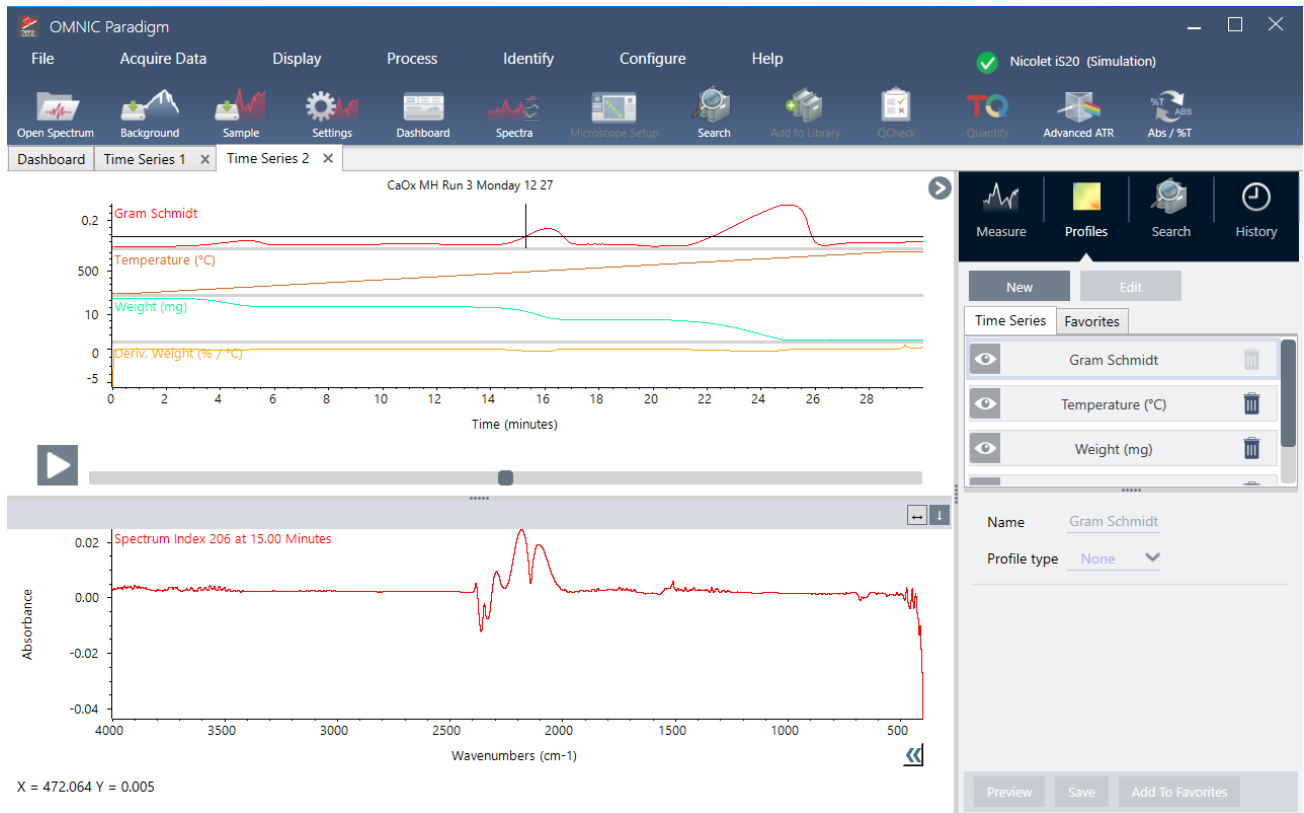 OMNIC Paradigm
File Acquire Data Display Process Identify Configure Help
Nicolet iS20 (Simulation)
Open Spectrum Background Sample Settings Dashboard Spectra Microscope Setup Search Add to Library QCheck Quantify Advanced ATR Abs / %T
TQ %T ABS
Dashboard Time Series 1 Time Series 2
CaOx MH Run 3 Monday 12 27
Gram Schmidt
0.2
Temperature (°C)
500
Weight (mg)
10
Deriv. Weight (% / °C)
0
-5
0 2 4 6 8 10 12 14 16 18 20 22 24 26 28
Time (minutes)
Spectrum Index 206 at 15.00 Minutes
0.02
0.00
-0.02
-0.04
Absorbance
4000 3500 3000 2500 2000 1500 1000 500
Wavenumbers (cm-1)
X = 472.064 Y = 0.005
Measure Profiles Search History
New Edit
Time Series Favorites
Gram Schmidt
Temperature (°C)
Weight (mg)
Name Gram Schmidt
Profile type None
Preview Save Add To Favorites